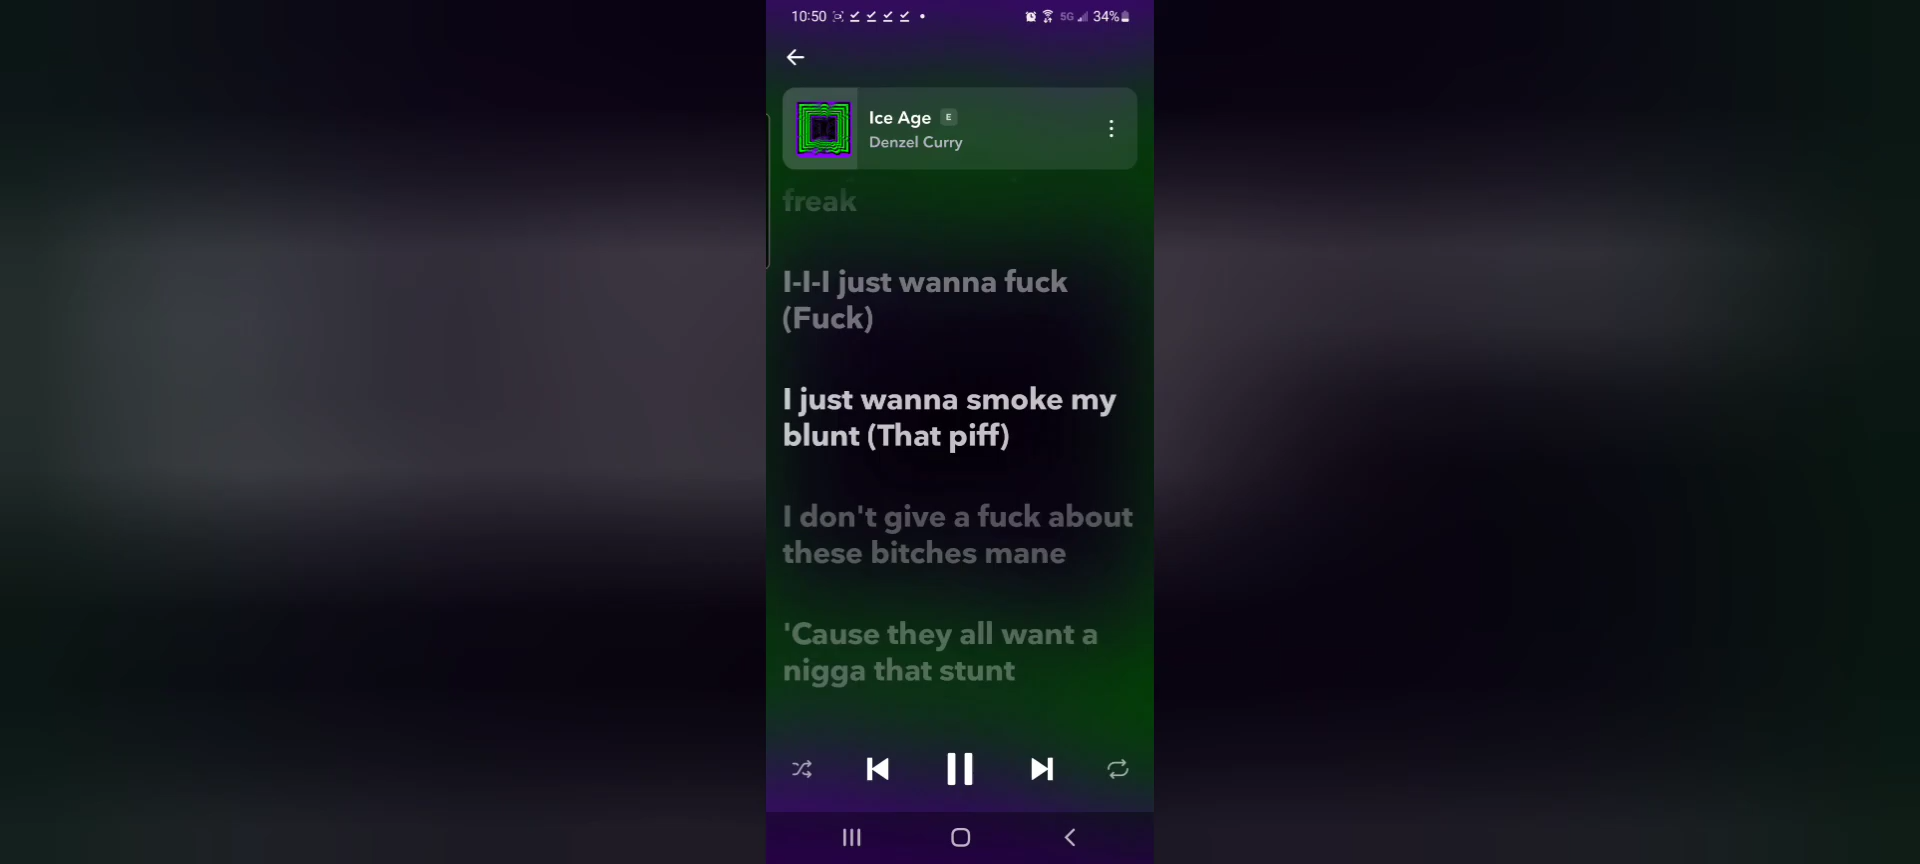 10:50 5G 34%
Ice Age E
Denzel Curry
freak
I-I-I just wanna fuck
(Fuck)
I just wanna smoke my
blunt (That piff)
I don't give a fuck about
these bitches mane
'Cause they all want a
nigga that stunt